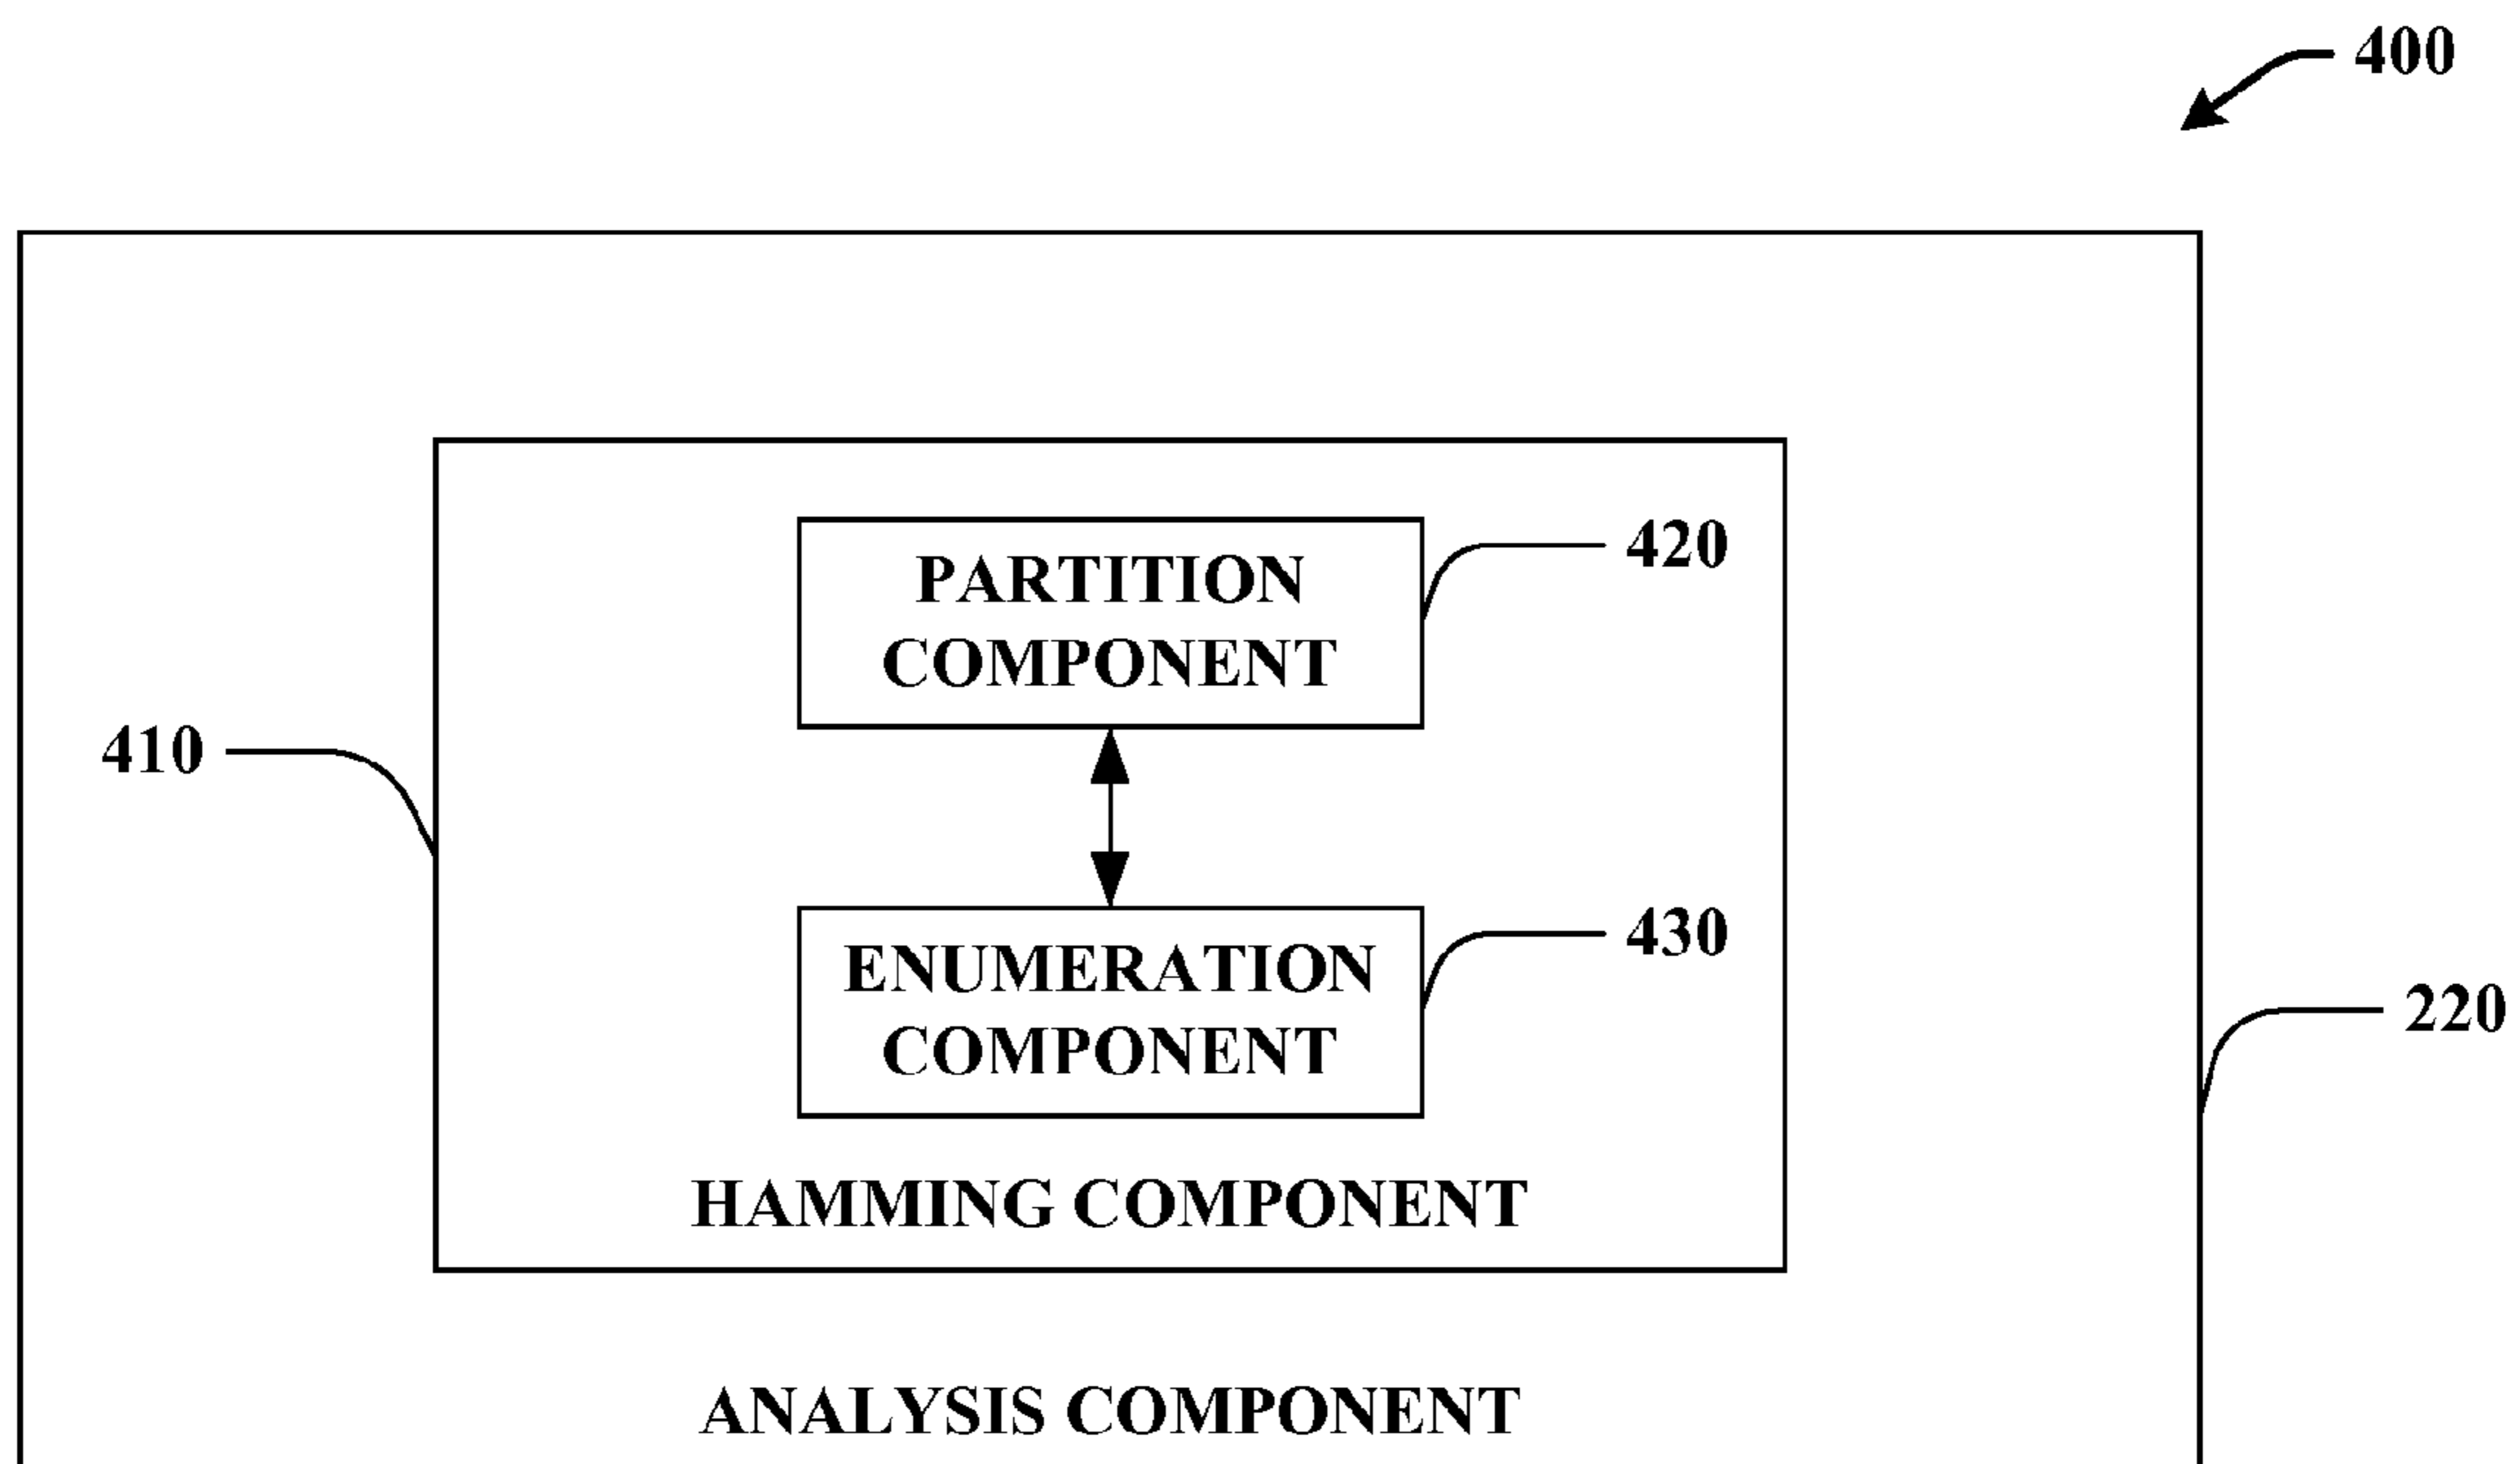 400
PARTITION
COMPONENT
420
410
ENUMERATION
COMPONENT
430
220
HAMMING COMPONENT
ANALYSIS COMPONENT